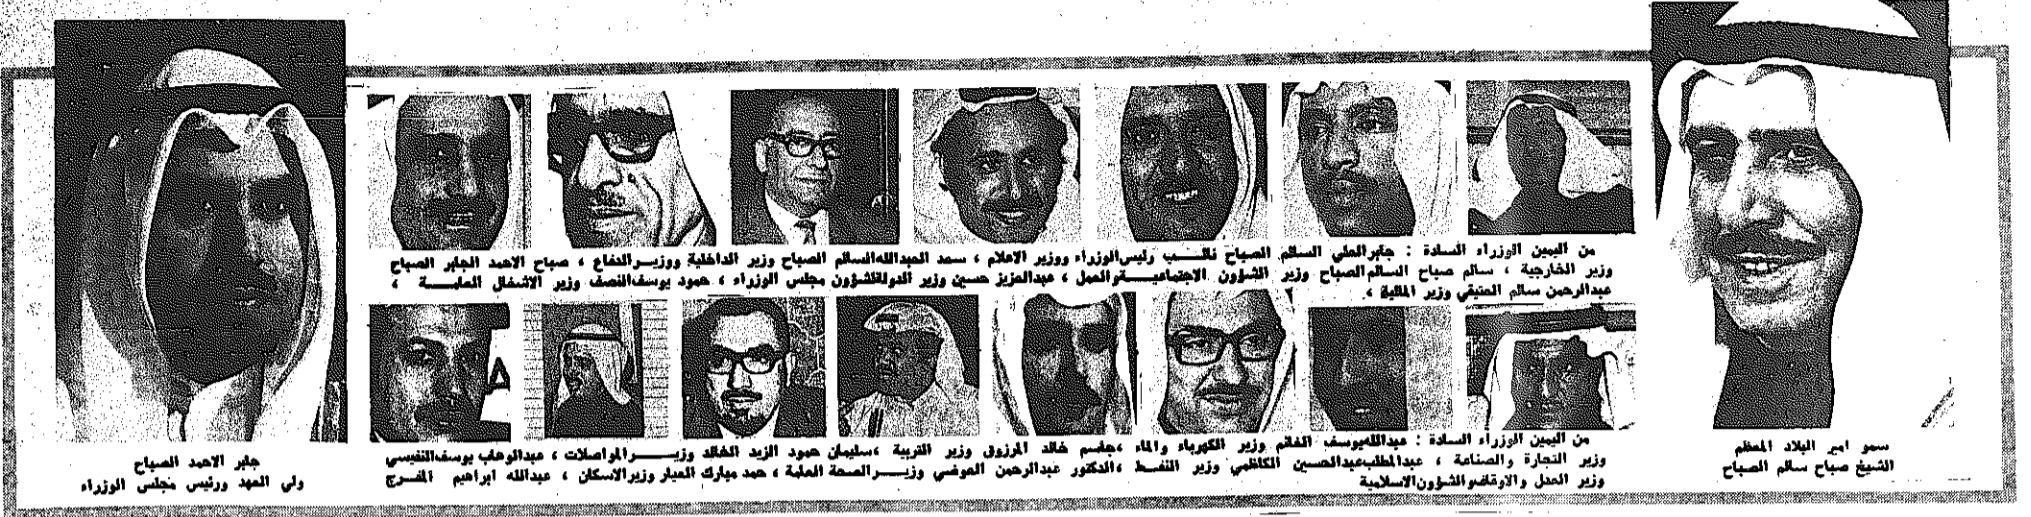 من اليمين الوزراء السادة : جابر العلي السالم الصباح نائب رئيس الوزراء ووزير الاعلام ، سعد العبدالله السالم الصباح وزير الداخلية ووزير الدفاع ، صباح الاحمد الجابر الصباح
وزير الخارجية ، سالم صباح السالم الصباح وزير الشؤون الاجتماعية والعمل ، عبدالعزيز حسين وزير الدولة لشؤون مجلس الوزراء ، حمود يوسف النصف وزير الاشغال العامة ،
عبدالرحمن سالم العتيقي وزير المالية .
من اليمين الوزراء السادة : عبدالله يوسف الغانم وزير الكهرباء والماء ، جاسم خالد المرزوق وزير التربية ، سليمان حمود الزيد الخالد وزير المواصلات ، عبدالوهاب يوسف النفيسي
وزير التجارة والصناعة ، عبدالمطلب عبدالحسين الكاظمي وزير النفط ، الدكتور عبدالرحمن العوضي وزير الصحة العامة ، حمد مبارك العيار وزير الاسكان ، عبدالله ابراهيم المفرج
وزير العدل والاوقاف والشؤون الاسلامية
سمو امير البلاد المعظم
الشيخ صباح سالم الصباح
جابر الاحمد الصباح
ولي العهد ورئيس مجلس الوزراء